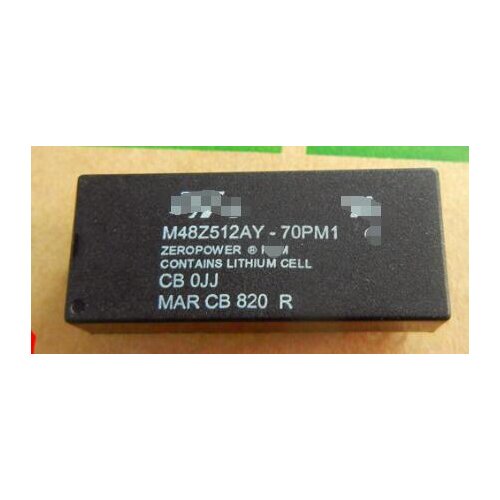 M48Z512AY - 70PM1
ZEROPOWER ®
CONTAINS LITHIUM CELL
CB 0JJ
MAR CB 820 R